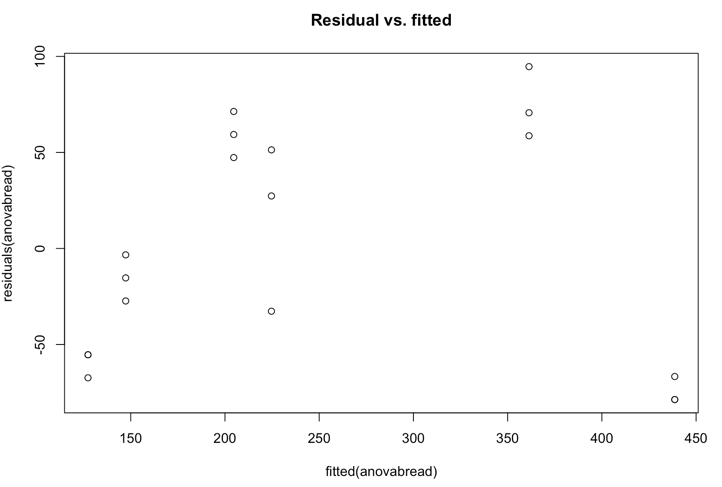 Residual vs. fitted
residuals(anovabread)
100
50
0
-50
150 200 250 300 350 400 450
fitted(anovabread)